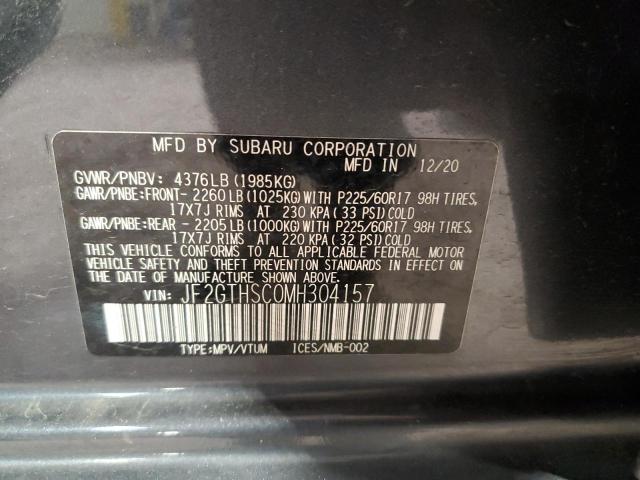 MFD BY SUBARU CORPORATION
MFD IN 12/20
GVWR/PNBV: 4376LB (1985KG)
GAWR/PNBE:FRONT- 2260LB (1025KG) WITH P225/60R17 98H TIRES,
17X7J RIMS AT 230 KPA (33 PSI) COLD
GAWR/PNBE:REAR - 2205LB (1000KG) WITH P225/60R17 98H TIRES,
17X7J RIMS AT 220 KPA (32 PSI) COLD
THIS VEHICLE CONFORMS TO ALL APPLICABLE FEDERAL MOTOR
VEHICLE SAFETY AND THEFT PREVENTION STANDARDS IN EFFECT ON
THE DATE OF MANUFACTURE SHOWN ABOVE.
VIN: JF2GTHSC0MH304157
TYPE:MPV/VTUM ICES/NMB-002